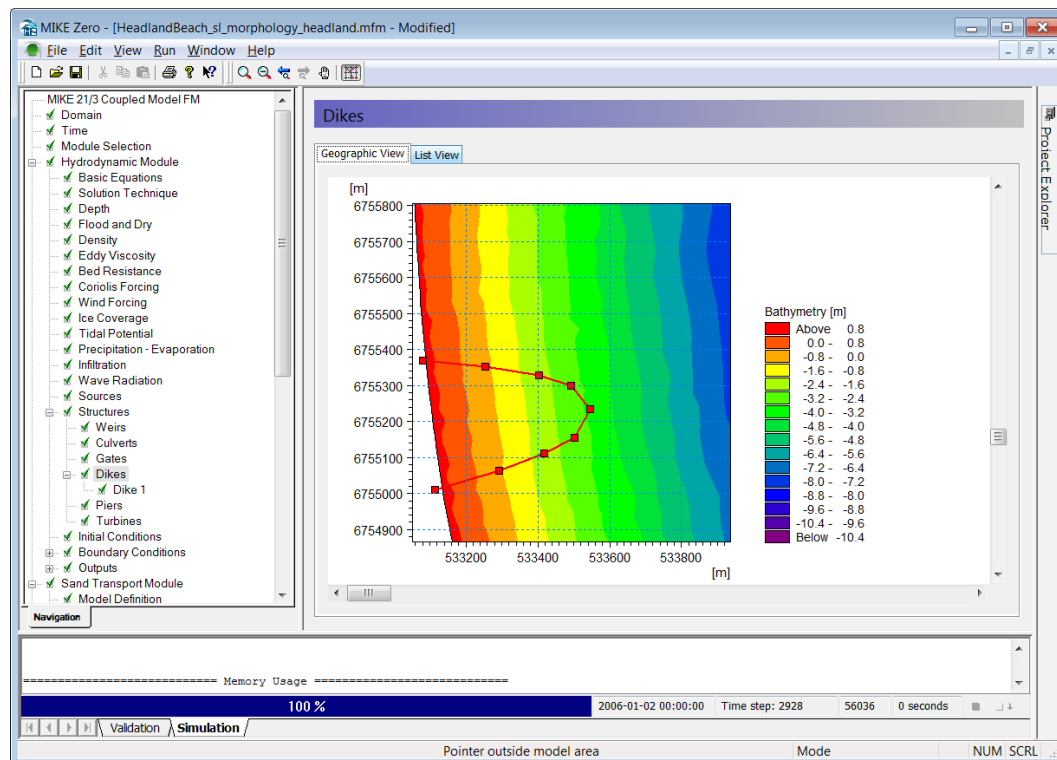 MIKE Zero - [HeadlandBeach_sl_morphology_headland.mfm - Modified]
File Edit View Run Window Help
MIKE 21/3 Coupled Model FM
Domain
Time
Module Selection
Hydrodynamic Module
Basic Equations
Solution Technique
Depth
Flood and Dry
Density
Eddy Viscosity
Bed Resistance
Coriolis Forcing
Wind Forcing
Ice Coverage
Tidal Potential
Precipitation - Evaporation
Infiltration
Wave Radiation
Sources
Structures
Weirs
Culverts
Gates
Dikes
Dike 1
Piers
Turbines
Initial Conditions
Boundary Conditions
Outputs
Sand Transport Module
Model Definition
Navigation
Dikes
Geographic View List View
[m]
6755800
6755700
6755600
6755500
6755400
6755300
6755200
6755100
6755000
6754900
533200 533400 533600 533800
[m]
Bathymetry [m]
Above 0.8
0.0 - 0.8
-0.8 - 0.0
-1.6 - -0.8
-2.4 - -1.6
-3.2 - -2.4
-4.0 - -3.2
-4.8 - -4.0
-5.6 - -4.8
-6.4 - -5.6
-7.2 - -6.4
-8.0 - -7.2
-8.8 - -8.0
-9.6 - -8.8
-10.4 - -9.6
Below -10.4
Project Explorer
============================ Memory Usage ============================
100 % 2006-01-02 00:00:00 Time step: 2928 56036 0 seconds
Validation Simulation
Pointer outside model area Mode NUM SCRL